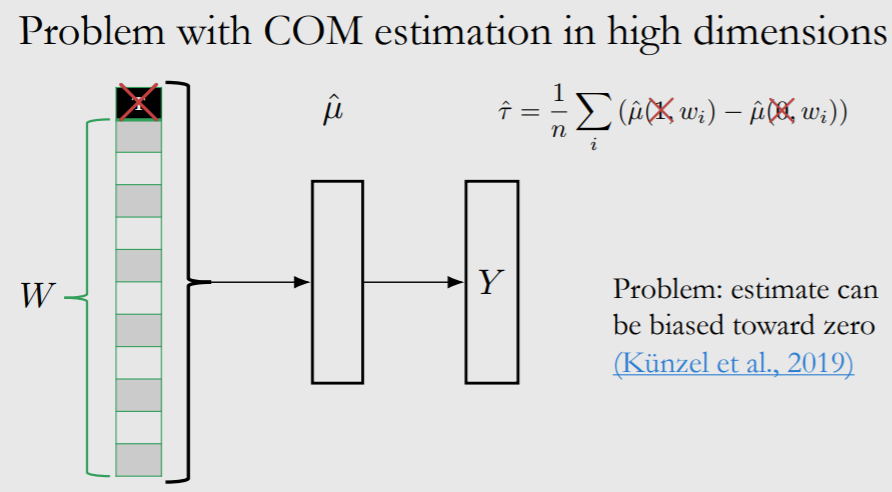 Problem with COM estimation in high dimensions
μ̂
τ̂ = 1/n ∑_i (μ̂(1, w_i) − μ̂(0, w_i))
W
Y
Problem: estimate can
be biased toward zero
(Künzel et al., 2019)